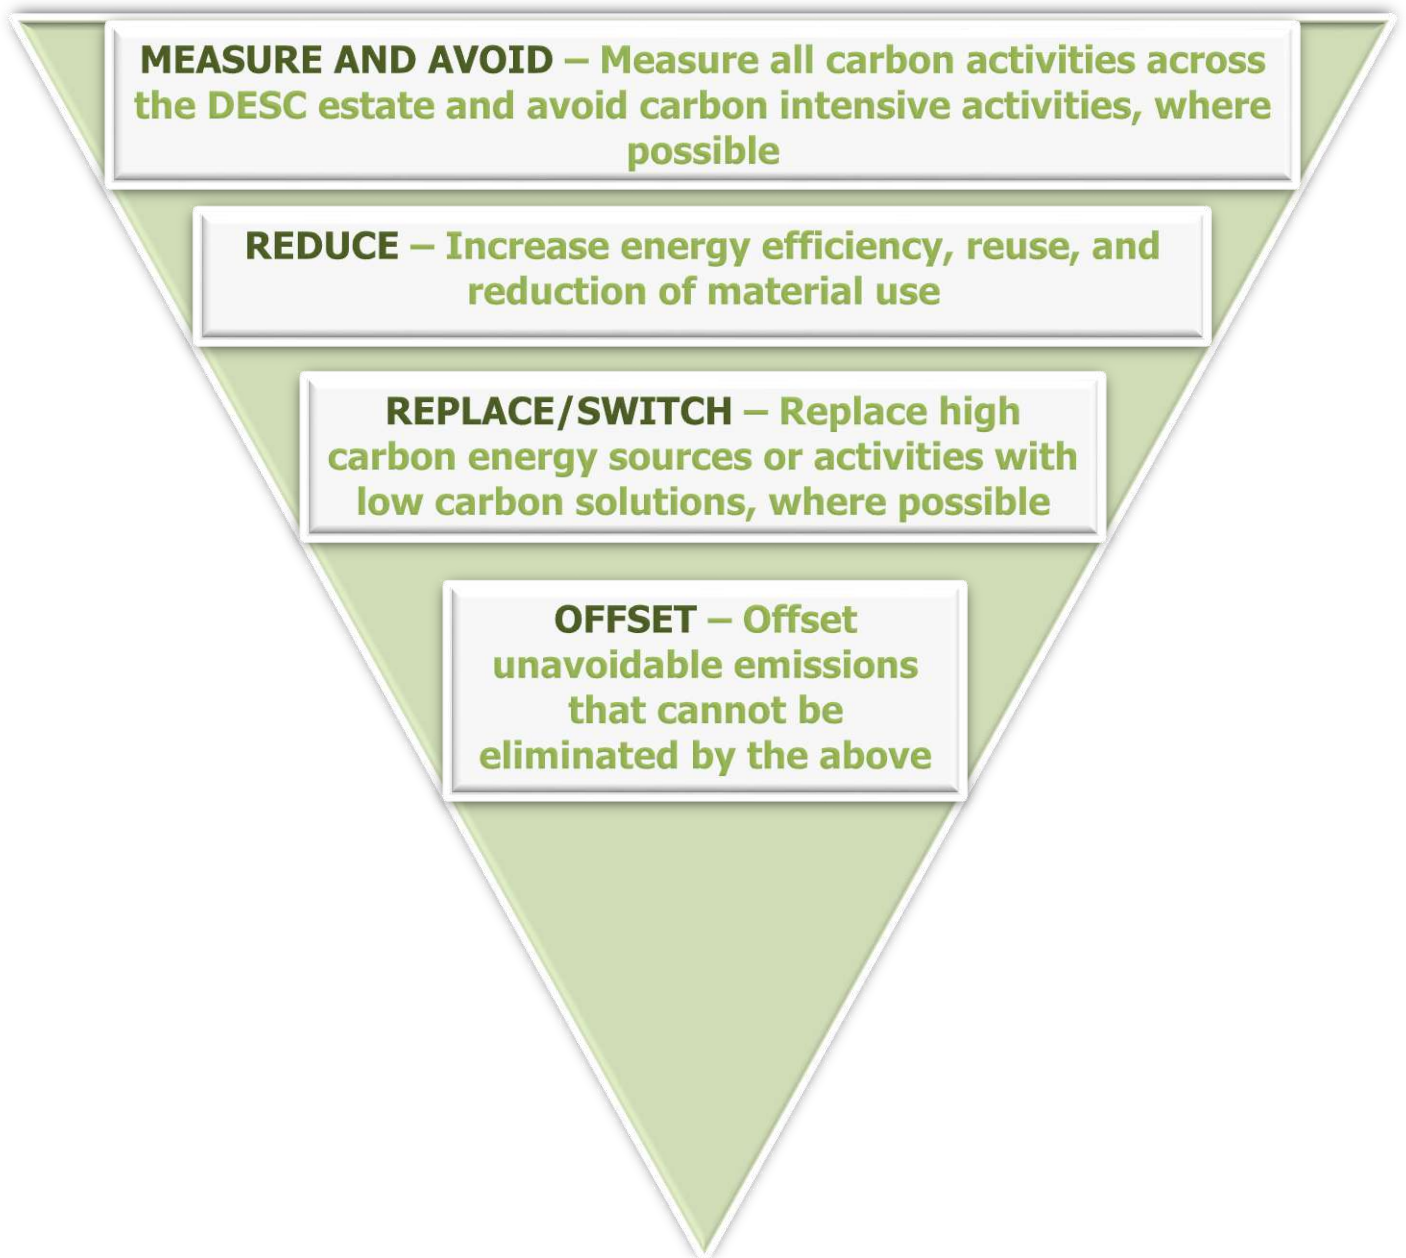 MEASURE AND AVOID – Measure all carbon activities across
the DESC estate and avoid carbon intensive activities, where
possible
REDUCE – Increase energy efficiency, reuse, and
reduction of material use
REPLACE/SWITCH – Replace high
carbon energy sources or activities with
low carbon solutions, where possible
OFFSET – Offset
unavoidable emissions
that cannot be
eliminated by the above